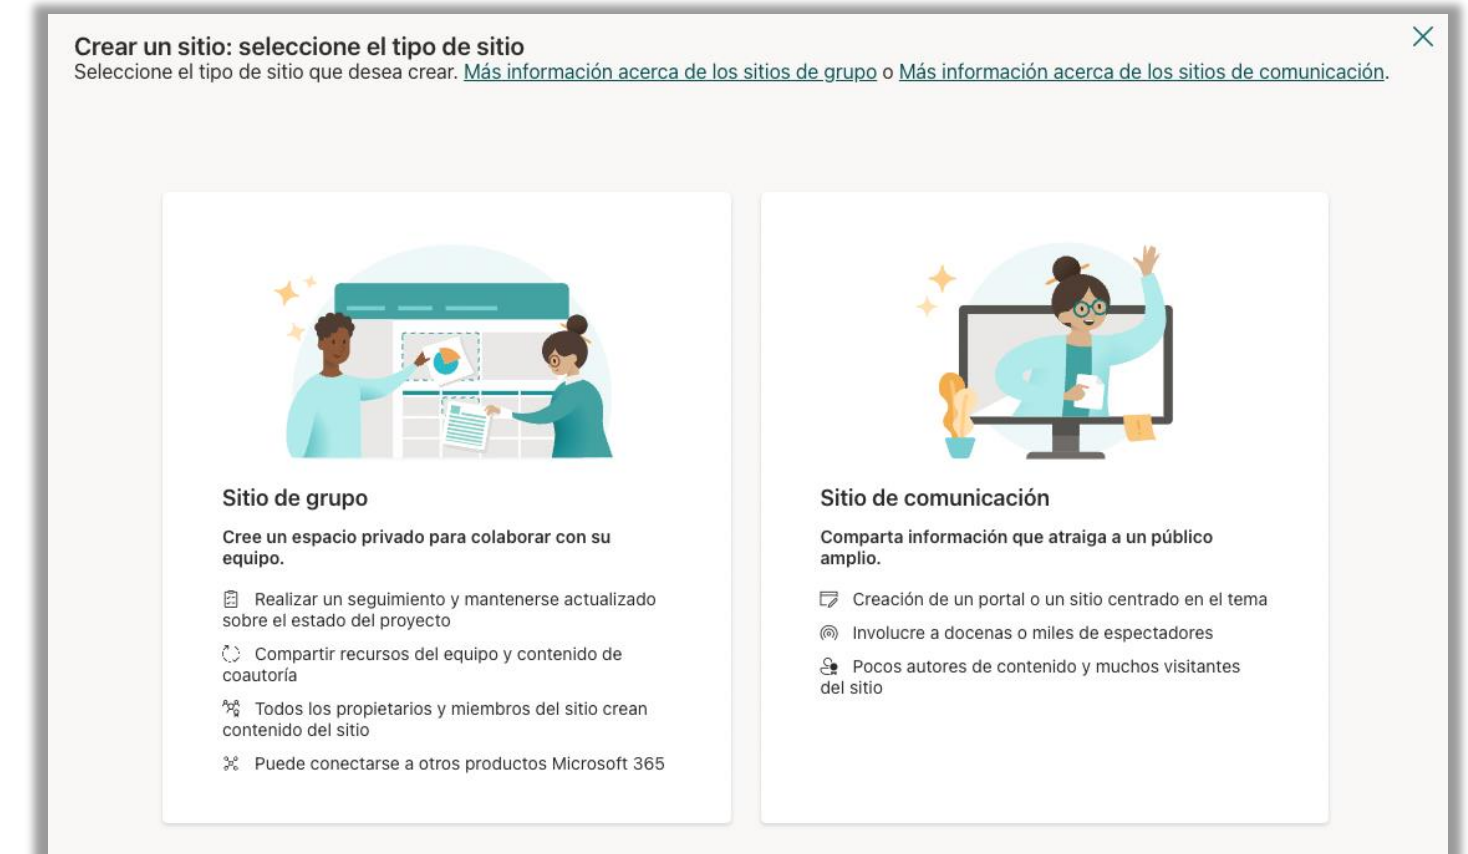 Crear un sitio: seleccione el tipo de sitio
Seleccione el tipo de sitio que desea crear. Más información acerca de los sitios de grupo o Más información acerca de los sitios de comunicación.
Sitio de grupo
Cree un espacio privado para colaborar con su
equipo.
Realizar un seguimiento y mantenerse actualizado
sobre el estado del proyecto
Compartir recursos del equipo y contenido de
coautoría
Todos los propietarios y miembros del sitio crean
contenido del sitio
Puede conectarse a otros productos Microsoft 365
Sitio de comunicación
Comparta información que atraiga a un público
amplio.
Creación de un portal o un sitio centrado en el tema
Involucre a docenas o miles de espectadores
Pocos autores de contenido y muchos visitantes
del sitio